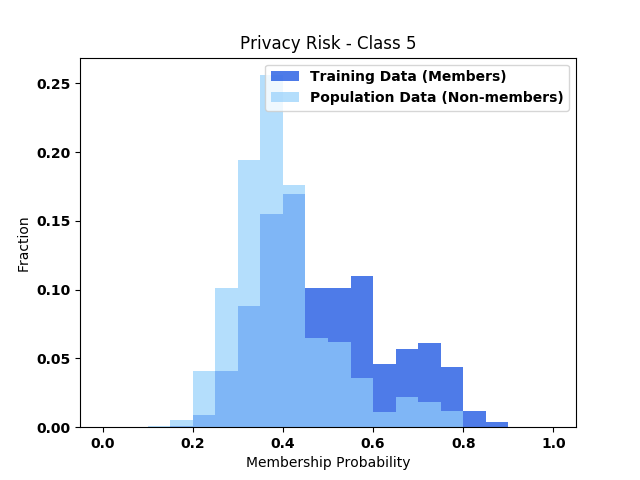 Privacy Risk - Class 5
Training Data (Members)
Population Data (Non-members)
Fraction
0.25
0.20
0.15
0.10
0.05
0.00
0.0 0.2 0.4 0.6 0.8 1.0
Membership Probability